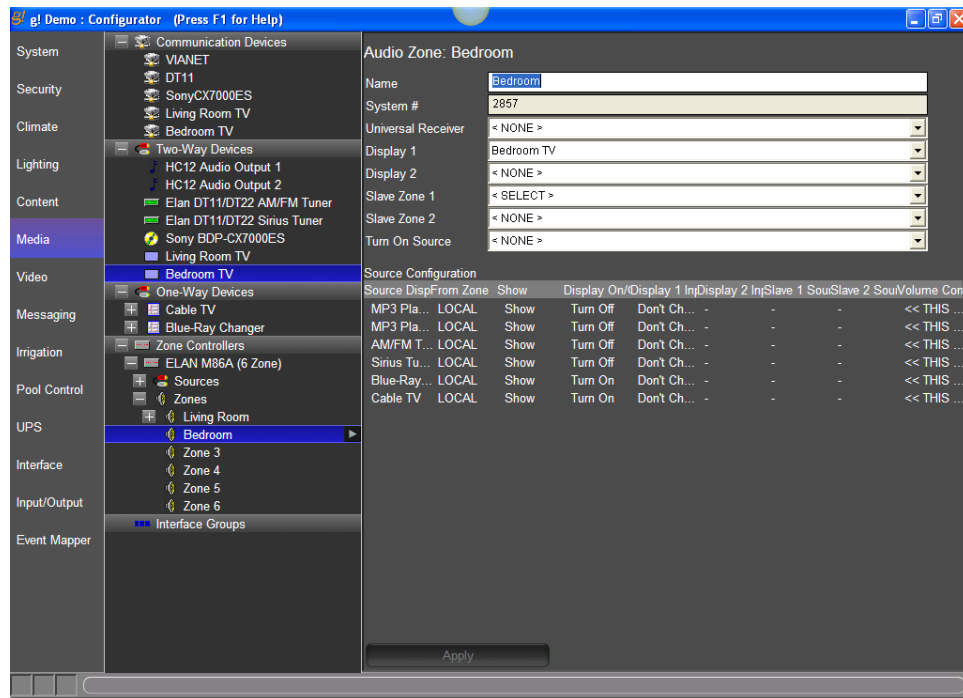 g! Demo : Configurator (Press F1 for Help)
System
Security
Climate
Lighting
Content
Media
Video
Messaging
Irrigation
Pool Control
UPS
Interface
Input/Output
Event Mapper
Communication Devices
VIANET
DT11
SonyCX7000ES
Living Room TV
Bedroom TV
Two-Way Devices
HC12 Audio Output 1
HC12 Audio Output 2
Elan DT11/DT22 AM/FM Tuner
Elan DT11/DT22 Sirius Tuner
Sony BDP-CX7000ES
Living Room TV
Bedroom TV
One-Way Devices
Cable TV
Blue-Ray Changer
Zone Controllers
ELAN M86A (6 Zone)
Sources
Zones
Living Room
Bedroom
Zone 3
Zone 4
Zone 5
Zone 6
Interface Groups
Audio Zone: Bedroom
Name Bedroom
System # 2857
Universal Receiver < NONE >
Display 1 Bedroom TV
Display 2 < NONE >
Slave Zone 1 < SELECT >
Slave Zone 2 < NONE >
Turn On Source < NONE >
Source Configuration
Source Disp From Zone Show Display On/( Display 1 Inp Display 2 Inp Slave 1 Sou Slave 2 Sou Volume Con
MP3 Pla... LOCAL Show Turn Off Don't Ch... - - - << THIS ...
MP3 Pla... LOCAL Show Turn Off Don't Ch... - - - << THIS ...
AM/FM T... LOCAL Show Turn Off Don't Ch... - - - << THIS ...
Sirius Tu... LOCAL Show Turn Off Don't Ch... - - - << THIS ...
Blue-Ray... LOCAL Show Turn On Don't Ch... - - - << THIS ...
Cable TV LOCAL Show Turn On Don't Ch... - - - << THIS ...
Apply